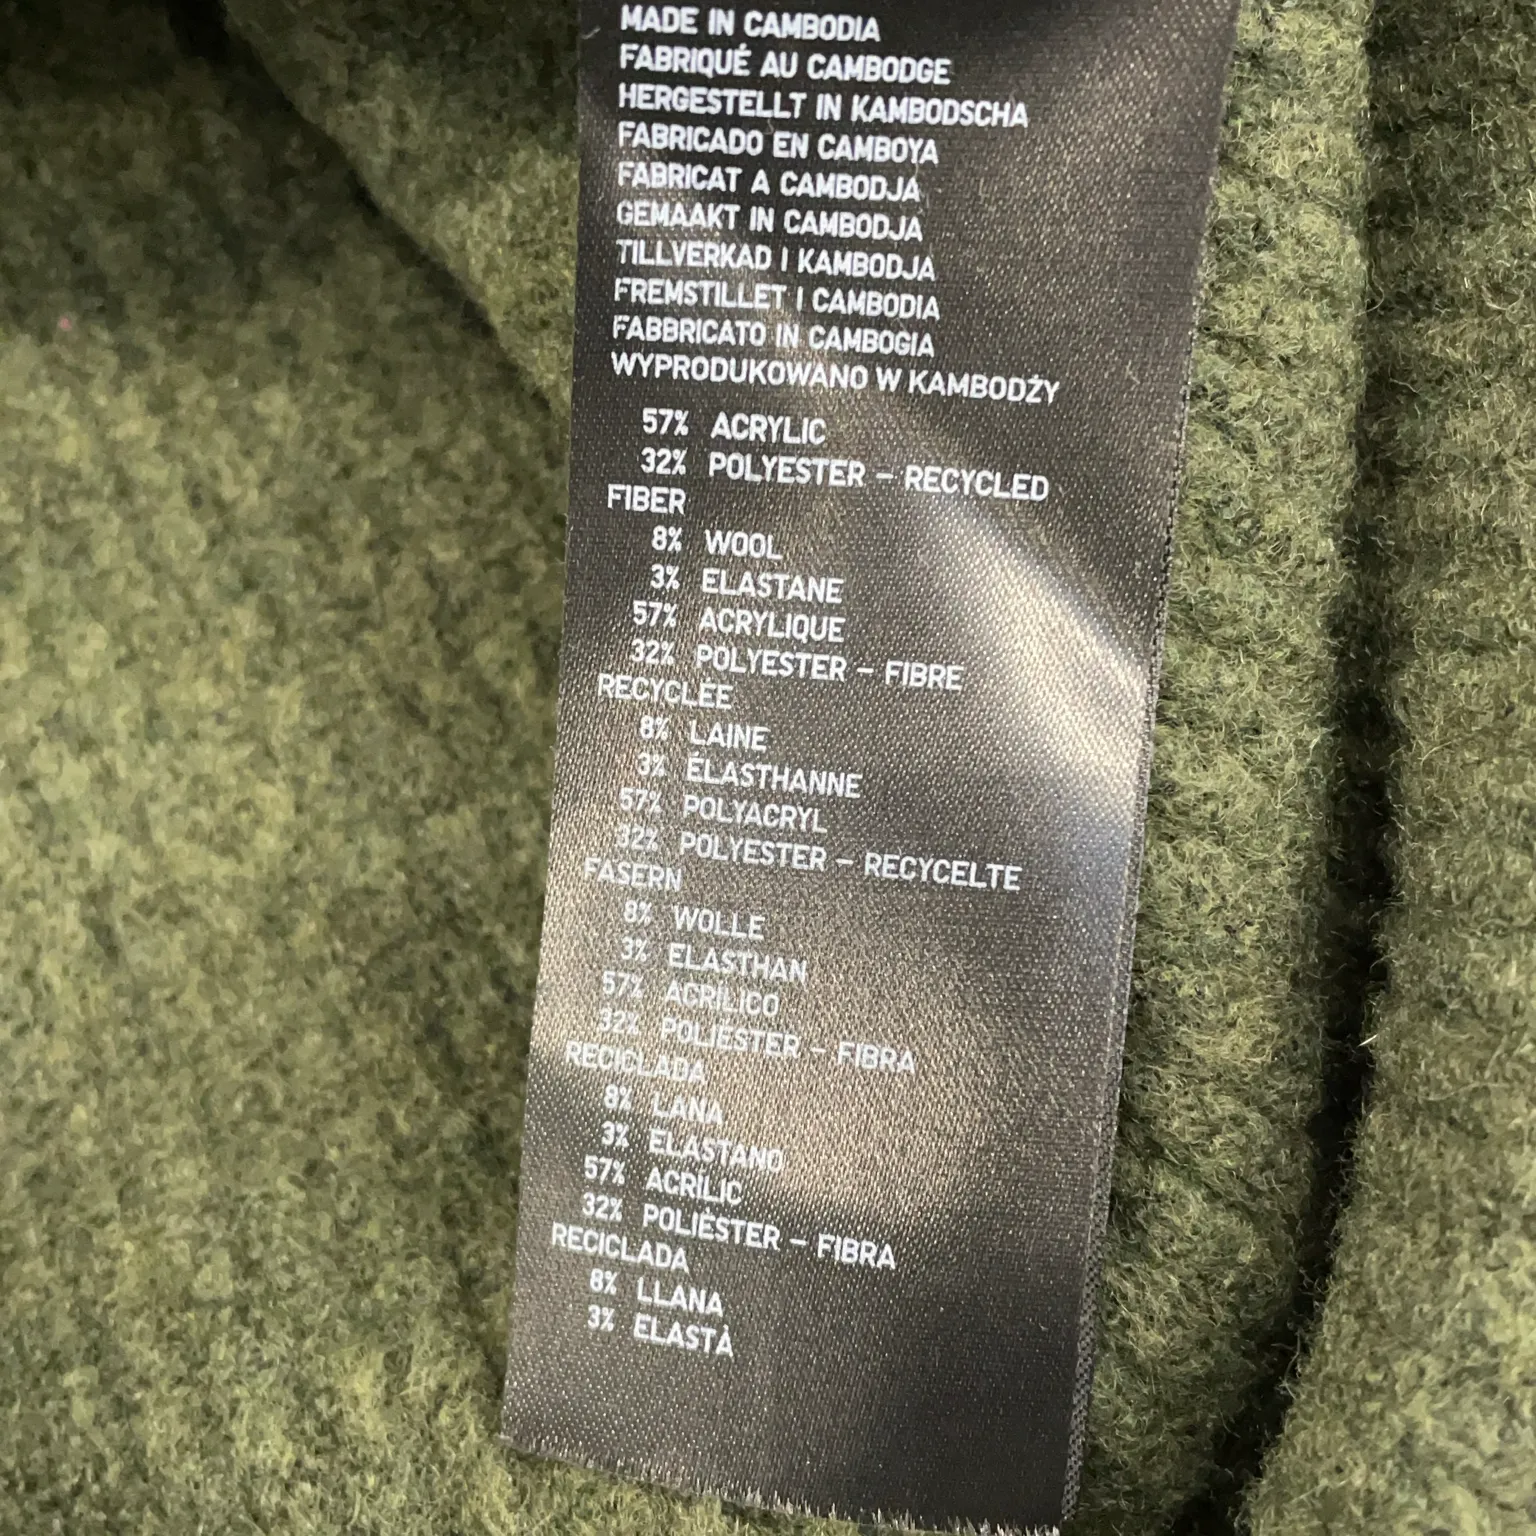 MADE IN CAMBODIA
FABRIQUÉ AU CAMBODGE
HERGESTELLT IN KAMBODSCHA
FABRICADO EN CAMBOYA
FABRICAT A CAMBODJA
GEMAAKT IN CAMBODJA
TILLVERKAD I KAMBODJA
FREMSTILLET I CAMBODIA
FABBRICATO IN CAMBOGIA
WYPRODUKOWANO W KAMBODŻY
57% ACRYLIC
32% POLYESTER – RECYCLED
FIBER
8% WOOL
3% ELASTANE
57% ACRYLIQUE
32% POLYESTER – FIBRE
RECYCLÉE
8% LAINE
3% ÉLASTHANNE
57% POLYACRYL
32% POLYESTER – RECYCELTE
FASERN
8% WOLLE
3% ELASTHAN
57% ACRÍLICO
32% POLIÉSTER – FIBRA
RECICLADA
8% LANA
3% ELASTANO
57% ACRÍLIC
32% POLIÈSTER – FIBRA
RECICLADA
8% LLANA
3% ELASTÀ